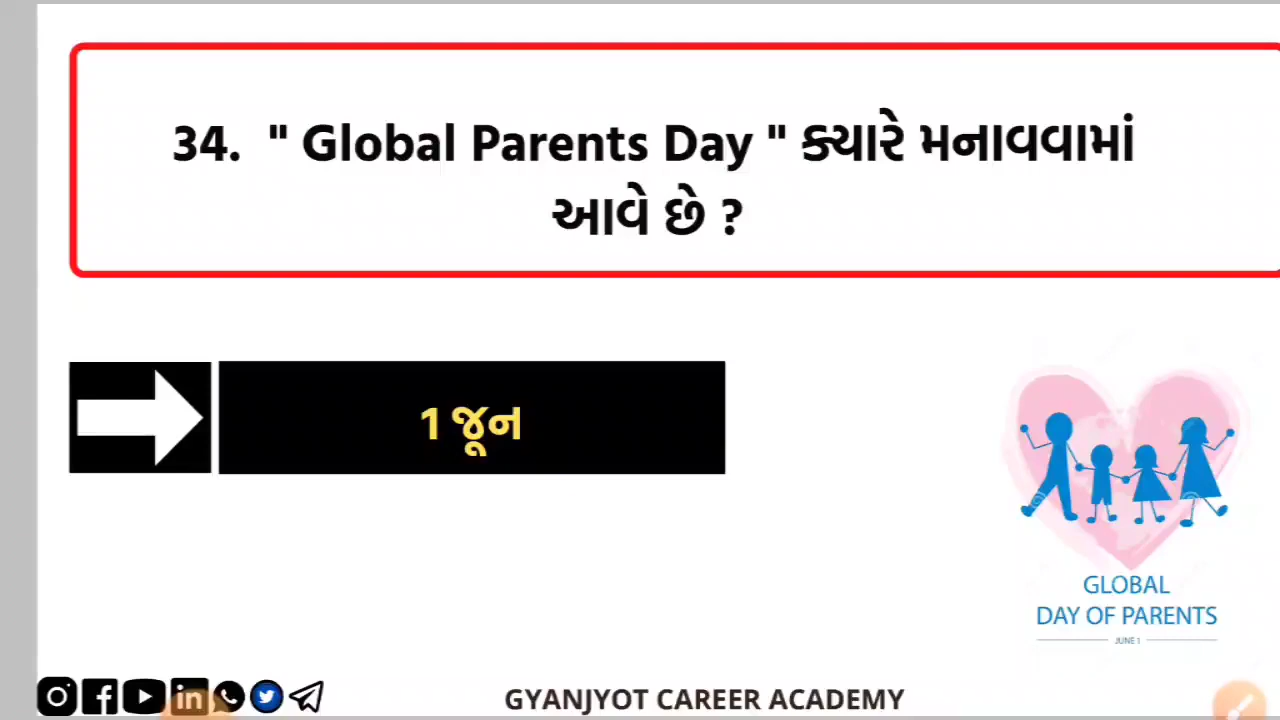 34. " Global Parents Day " ક્યારે મનાવવામાં
આવે છે ?
1 જૂન
GLOBAL
DAY OF PARENTS
JUNE 1
GYANJYOT CAREER ACADEMY